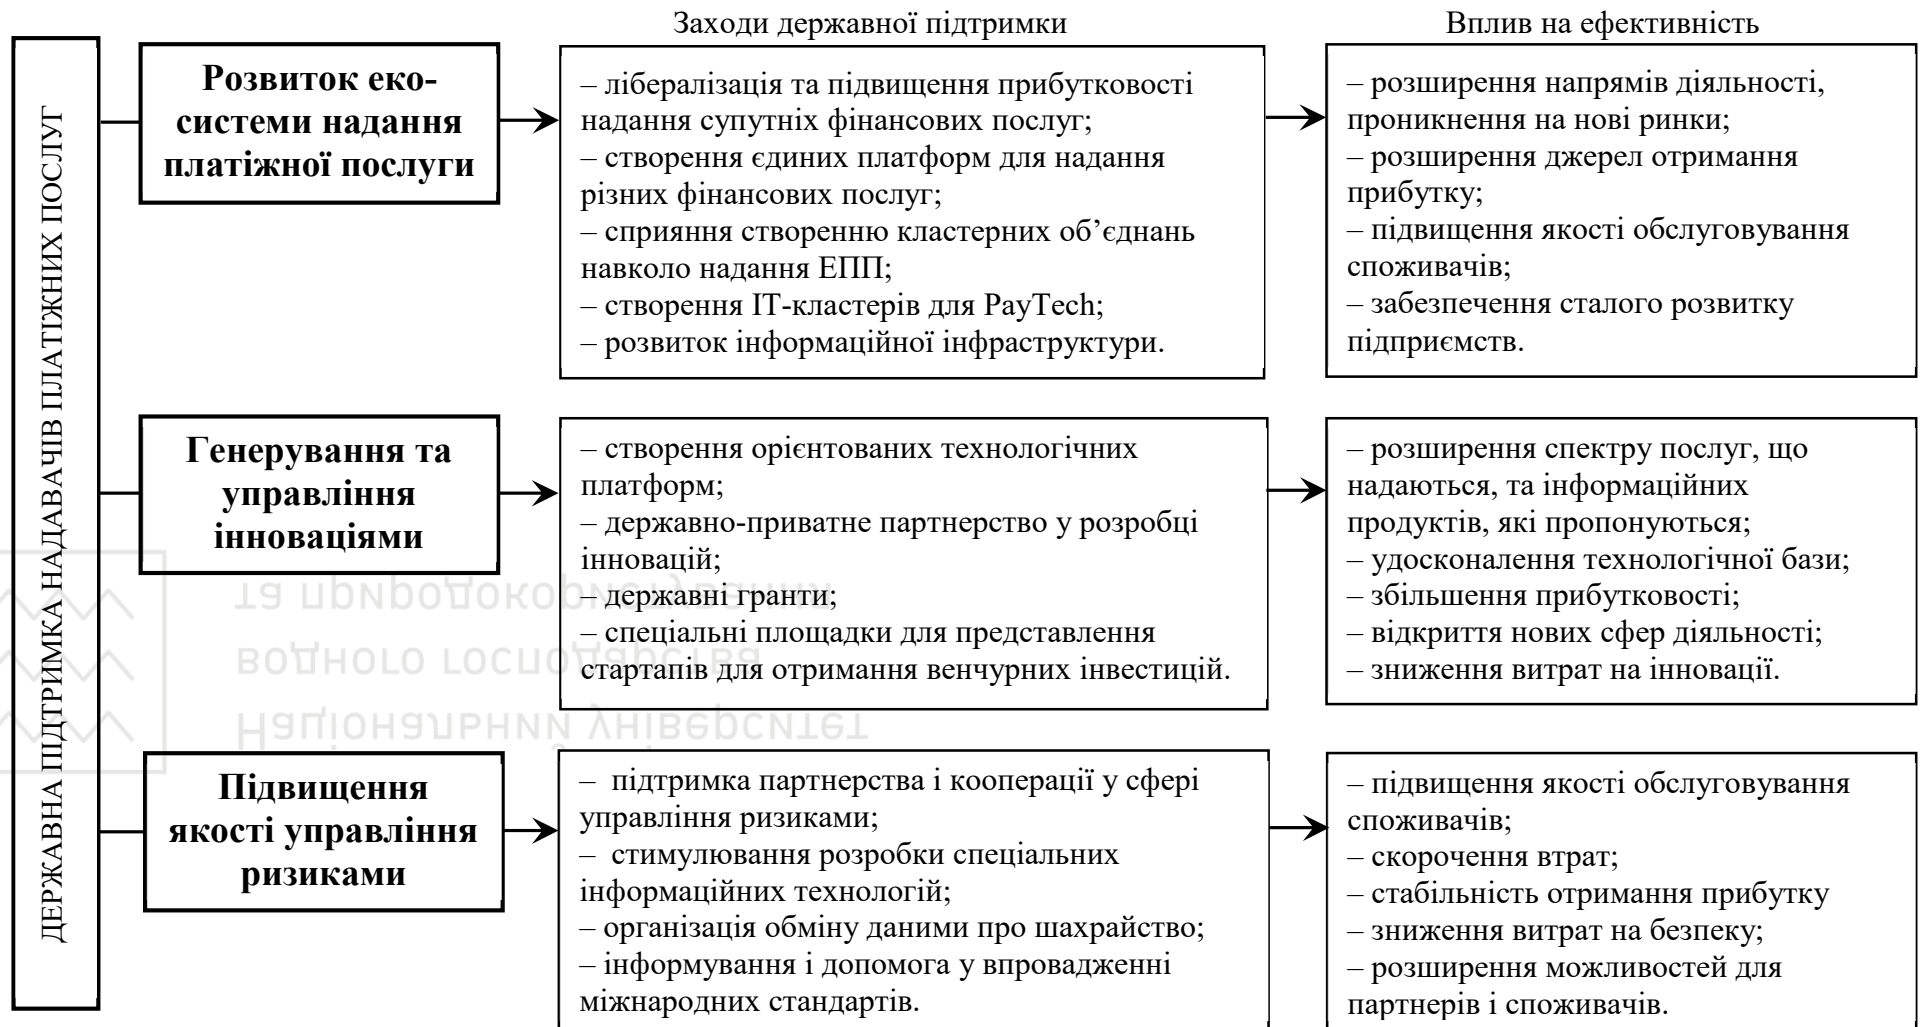 Заходи державної підтримки
Вплив на ефективність
ДЕРЖАВНА ПІДТРИМКА НАДАВАЧІВ ПЛАТІЖНИХ ПОСЛУГ
Розвиток еко-
системи надання
платіжної послуги
– лібералізація та підвищення прибутковості
надання супутніх фінансових послуг;
– створення єдиних платформ для надання
різних фінансових послуг;
– сприяння створенню кластерних об’єднань
навколо надання ЕПП;
– створення ІТ-кластерів для PayTech;
– розвиток інформаційної інфраструктури.
– розширення напрямів діяльності,
проникнення на нові ринки;
– розширення джерел отримання
прибутку;
– підвищення якості обслуговування
споживачів;
– забезпечення сталого розвитку
підприємств.
Генерування та
управління
інноваціями
– створення орієнтованих технологічних
платформ;
– державно-приватне партнерство у розробці
інновацій;
– державні гранти;
– спеціальні площадки для представлення
стартапів для отримання венчурних інвестицій.
– розширення спектру послуг, що
надаються, та інформаційних
продуктів, які пропонуються;
– удосконалення технологічної бази;
– збільшення прибутковості;
– відкриття нових сфер діяльності;
– зниження витрат на інновації.
Підвищення
якості управління
ризиками
– підтримка партнерства і кооперації у сфері
управління ризиками;
– стимулювання розробки спеціальних
інформаційних технологій;
– організація обміну даними про шахрайство;
– інформування і допомога у впровадженні
міжнародних стандартів.
– підвищення якості обслуговування
споживачів;
– скорочення втрат;
– стабільність отримання прибутку
– зниження витрат на безпеку;
– розширення можливостей для
партнерів і споживачів.
Національний університет
водного господарства
та природокористування